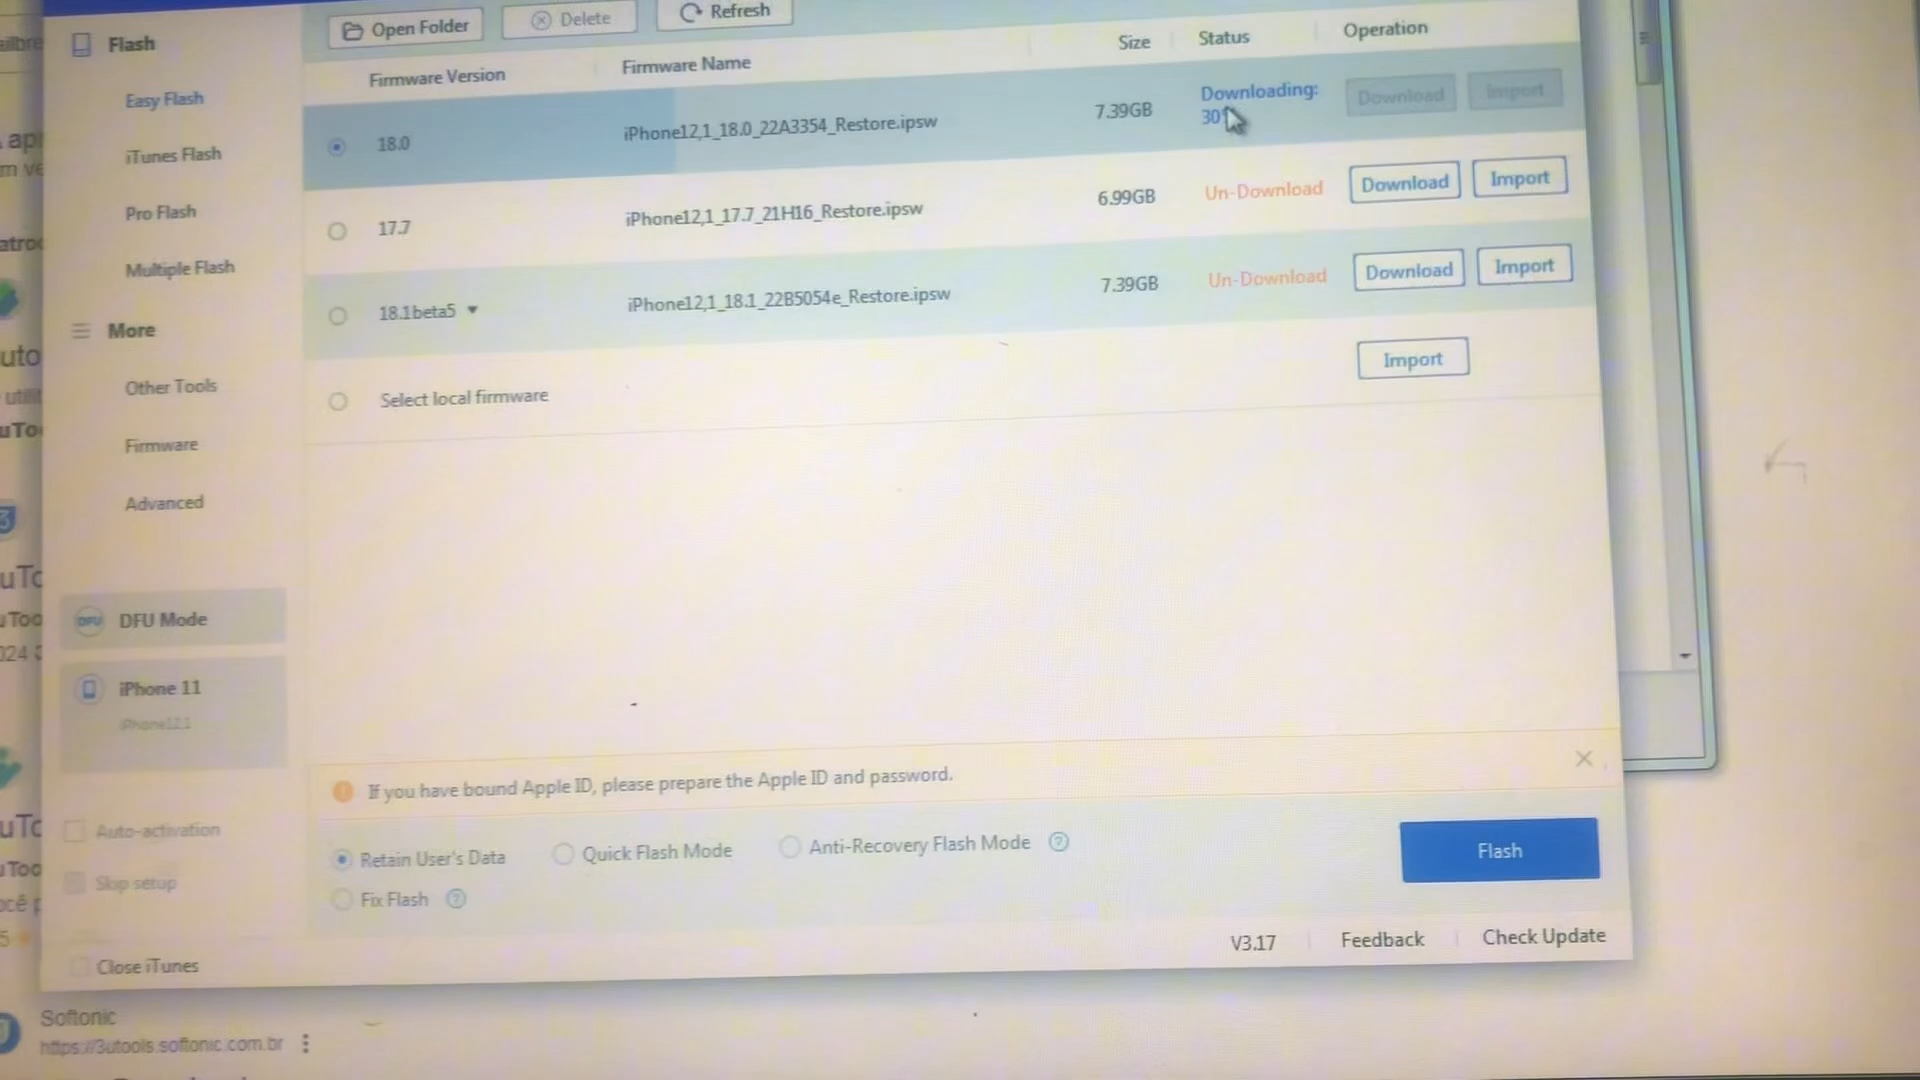 Flash
Easy Flash
iTunes Flash
Pro Flash
Multiple Flash
More
Other Tools
Firmware
Advanced
DFU Mode
iPhone 11
iPhone12,1
Auto-activation
Skip setup
Close iTunes
Open Folder Delete Refresh
Firmware Version Firmware Name Size Status Operation
18.0 iPhone12,1_18.0_22A3354_Restore.ipsw 7.39GB Downloading: Download Import
30
17.7 iPhone12,1_17.7_21H16_Restore.ipsw 6.99GB Un-Download Download Import
18.1beta5 iPhone12,1_18.1_22B5054e_Restore.ipsw 7.39GB Un-Download Download Import
Select local firmware Import
If you have bound Apple ID, please prepare the Apple ID and password.
Retain User's Data Quick Flash Mode Anti-Recovery Flash Mode
Fix Flash
Flash
V3.17 Feedback Check Update
Softonic
https://3utools.softonic.com.br